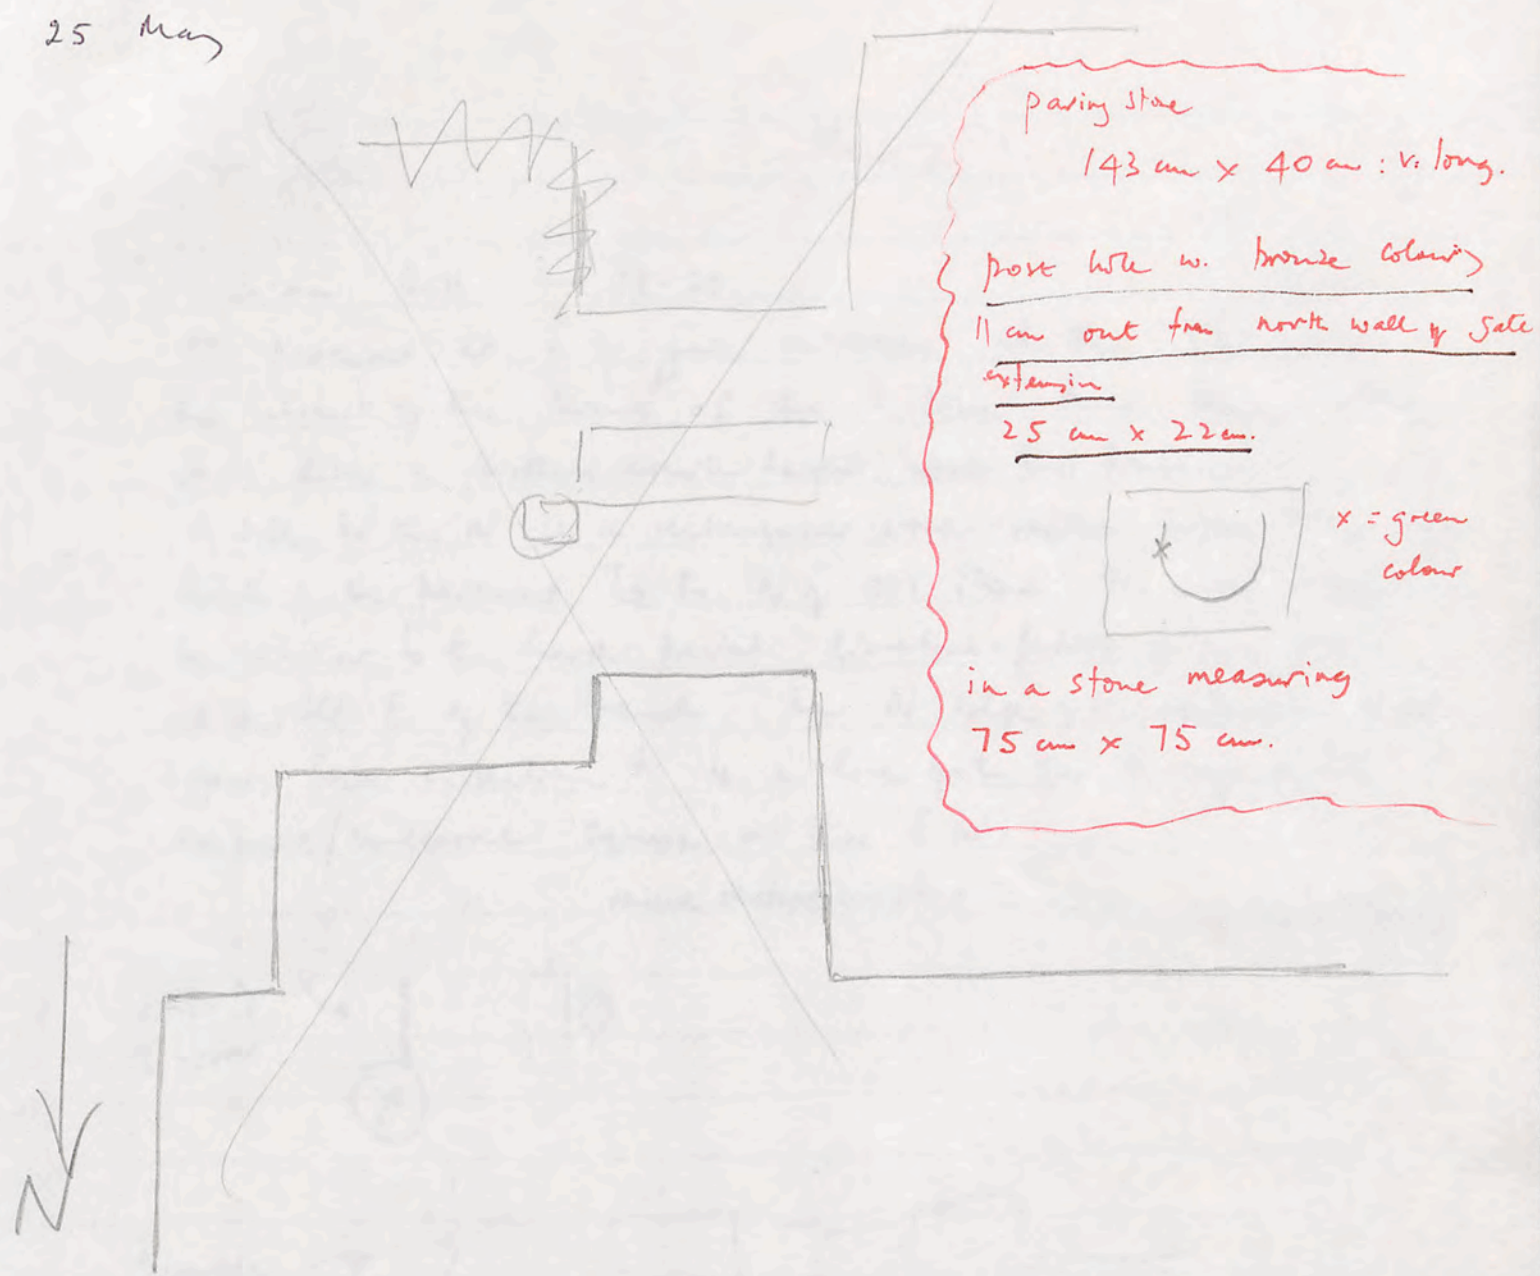 25 May
paving stone
143 cm x 40 cm : v. long.
post hole w. bronze colouring
11 cm out from north wall of gate
extension
25 cm x 22 cm.
x = green
colour
in a stone measuring
75 cm x 75 cm.
N